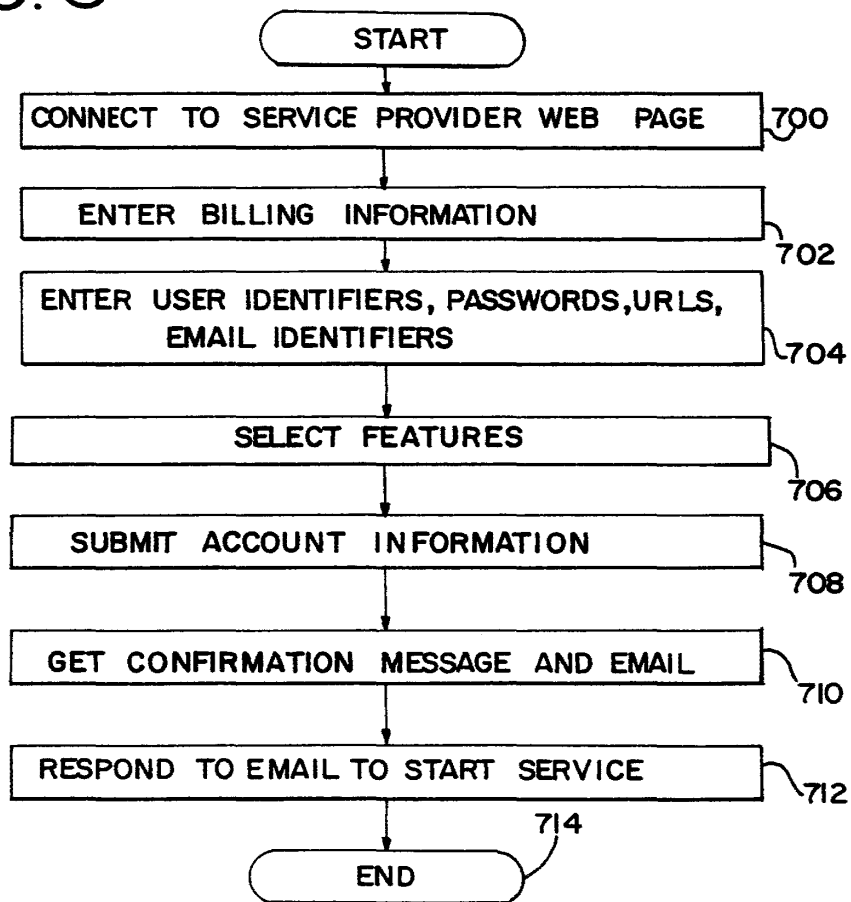 START
CONNECT TO SERVICE PROVIDER WEB PAGE
700
ENTER BILLING INFORMATION
702
ENTER USER IDENTIFIERS, PASSWORDS,URLS,
EMAIL IDENTIFIERS
704
SELECT FEATURES
706
SUBMIT ACCOUNT INFORMATION
708
GET CONFIRMATION MESSAGE AND EMAIL
710
RESPOND TO EMAIL TO START SERVICE
712
714
END